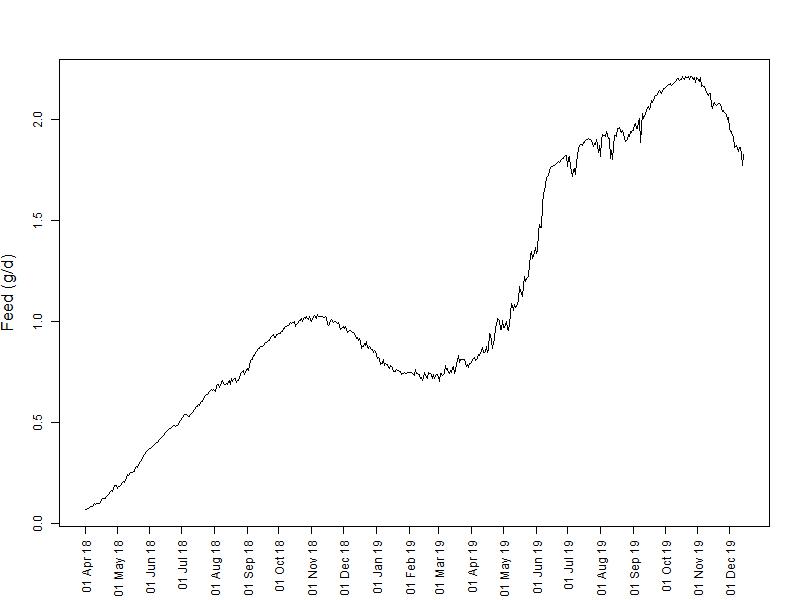 Feed (g/d)
2.0
1.5
1.0
0.5
0.0
01 Apr 18
01 May 18
01 Jun 18
01 Jul 18
01 Aug 18
01 Sep 18
01 Oct 18
01 Nov 18
01 Dec 18
01 Jan 19
01 Feb 19
01 Mar 19
01 Apr 19
01 May 19
01 Jun 19
01 Jul 19
01 Aug 19
01 Sep 19
01 Oct 19
01 Nov 19
01 Dec 19